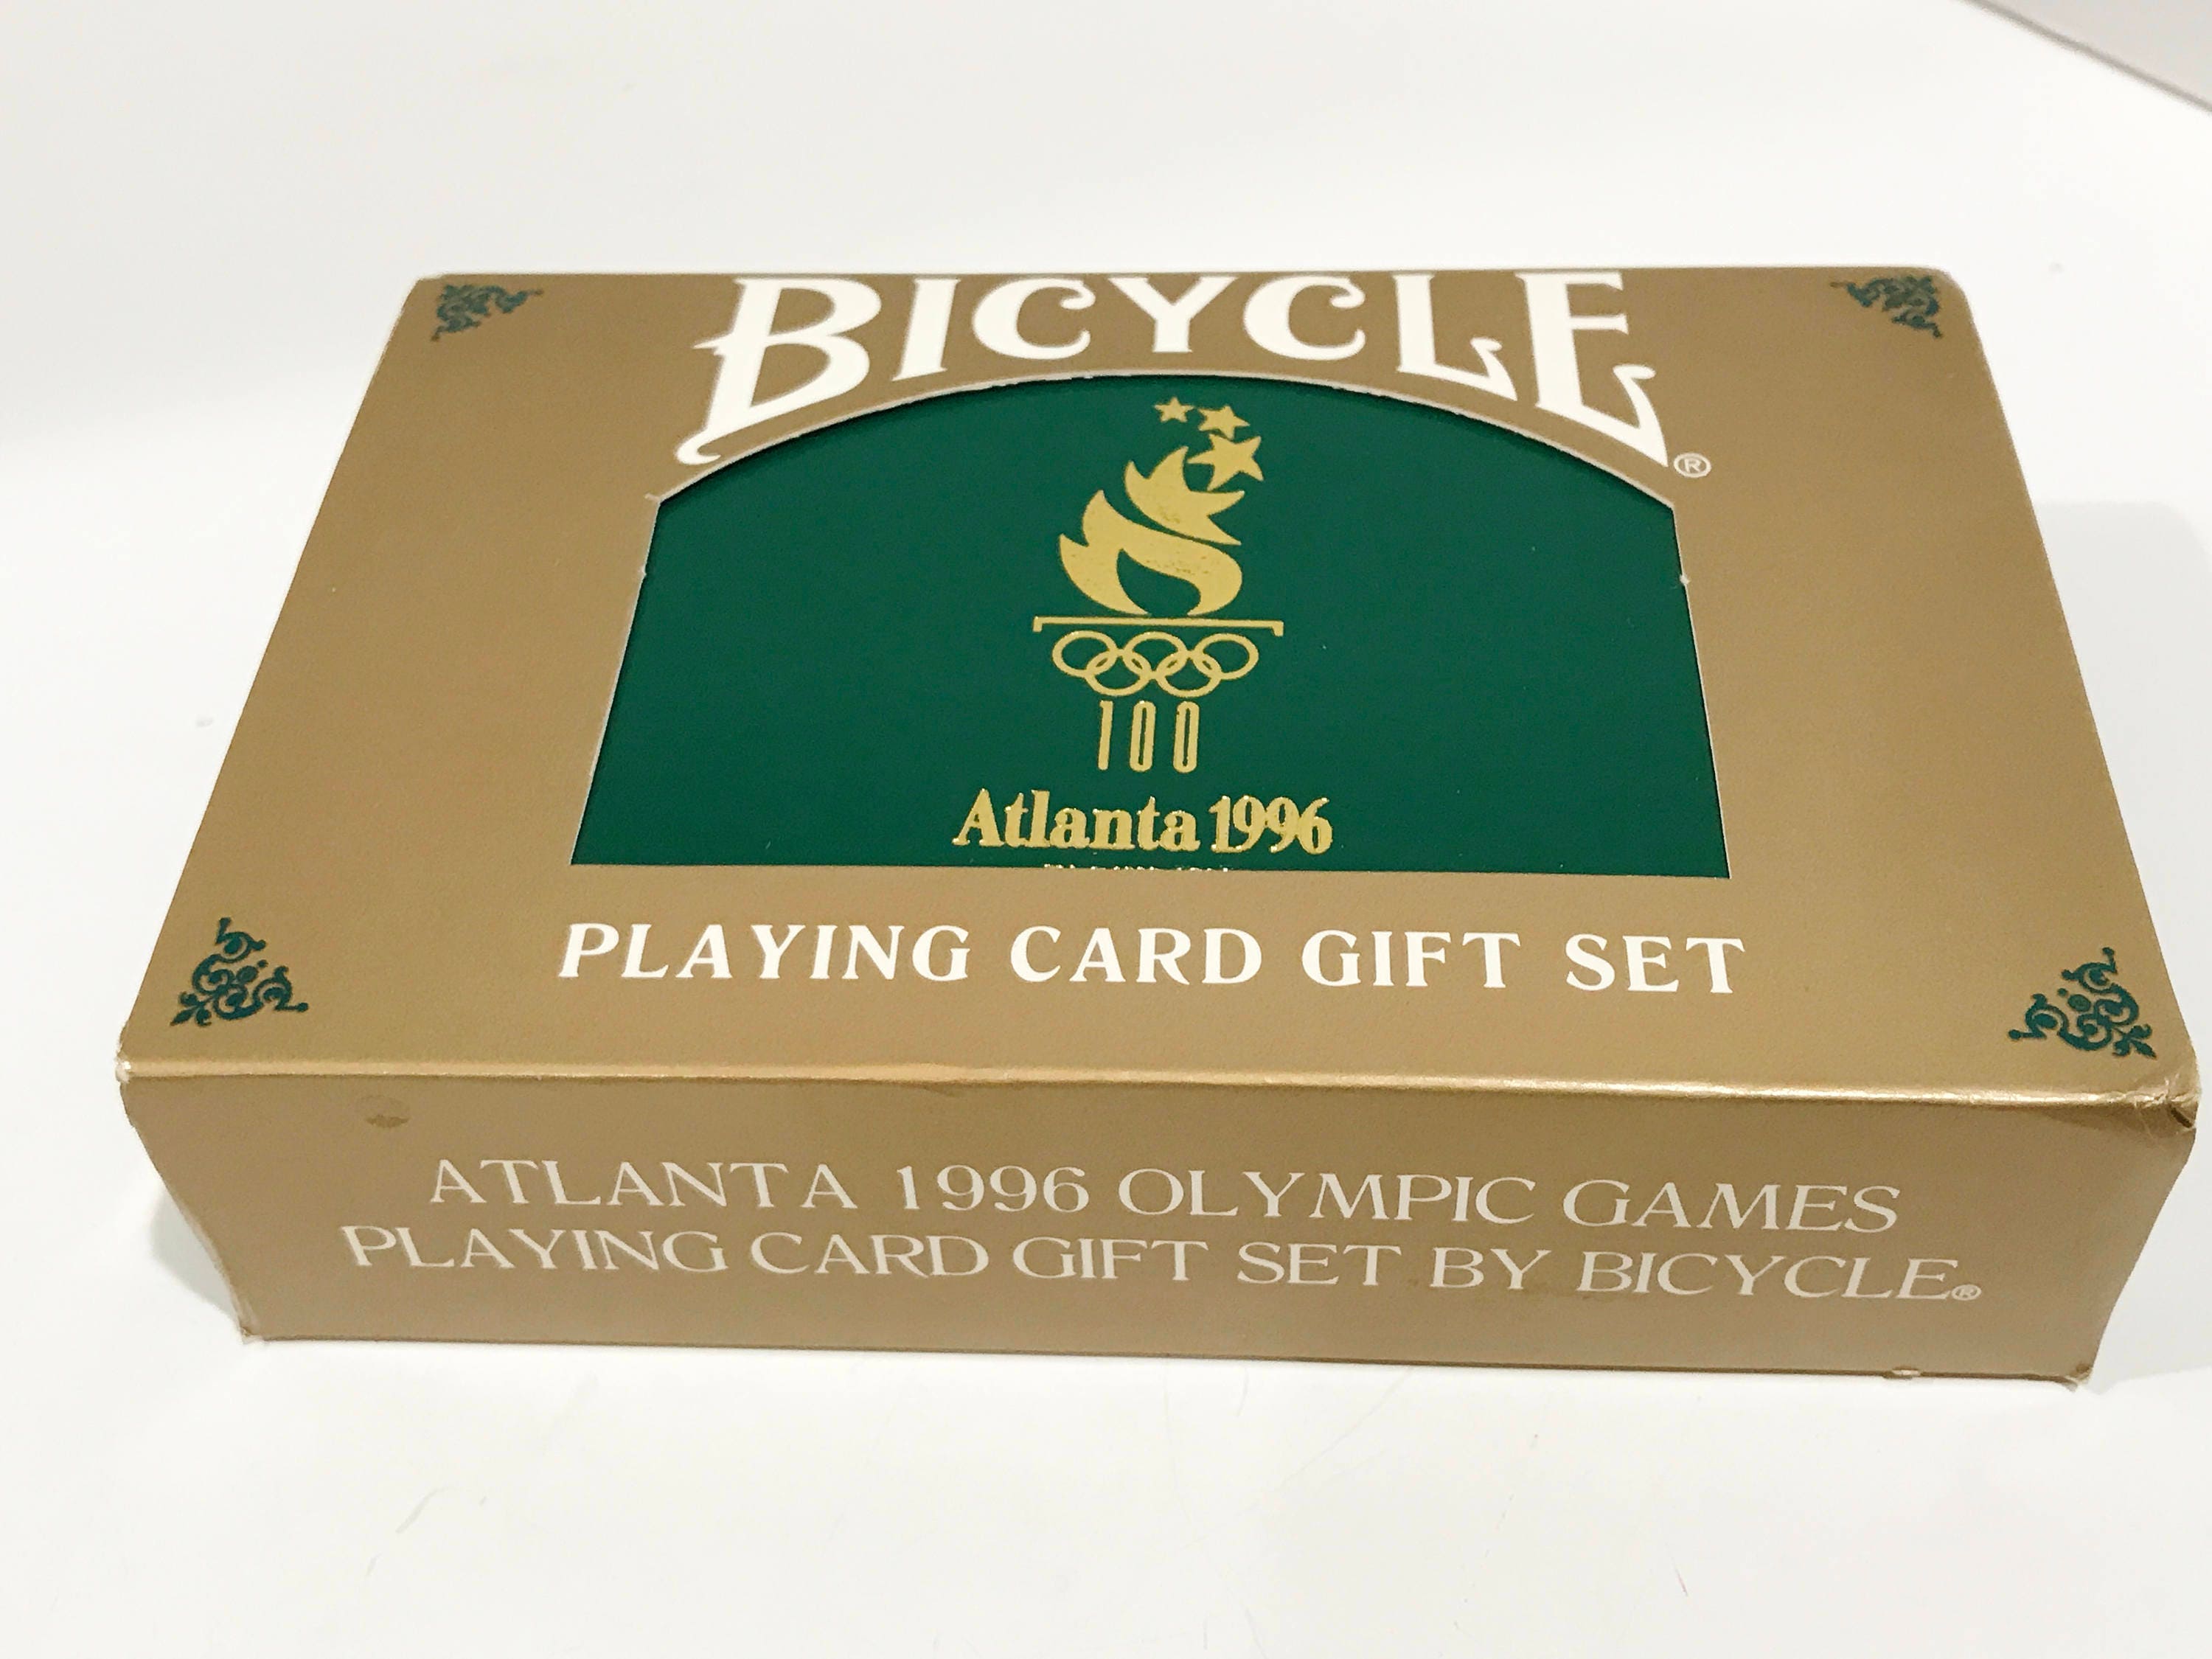 BICYCLE®
100
Atlanta 1996
PLAYING CARD GIFT SET
ATLANTA 1996 OLYMPIC GAMES
PLAYING CARD GIFT SET BY BICYCLE®